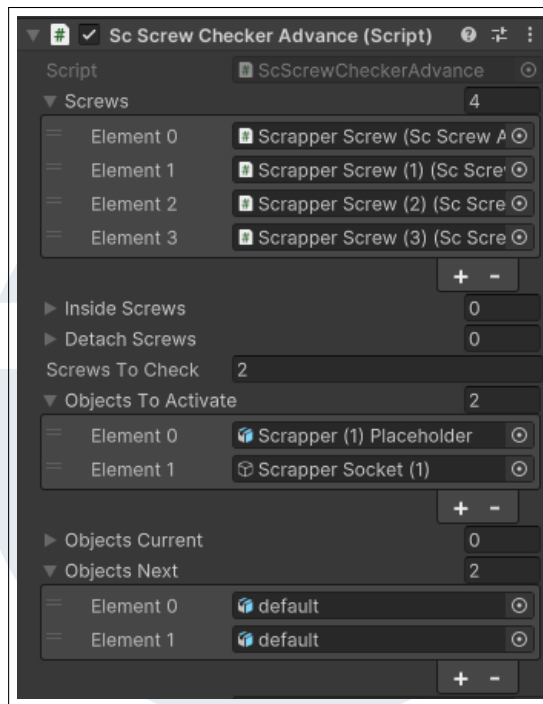 Sc Screw Checker Advance (Script)
Script ScScrewCheckerAdvance
Screws 4
Element 0 Scrapper Screw (Sc Screw A
Element 1 Scrapper Screw (1) (Sc Scre
Element 2 Scrapper Screw (2) (Sc Scre
Element 3 Scrapper Screw (3) (Sc Scre
+ -
Inside Screws 0
Detach Screws 0
Screws To Check 2
Objects To Activate 2
Element 0 Scrapper (1) Placeholder
Element 1 Scrapper Socket (1)
+ -
Objects Current 0
Objects Next 2
Element 0 default
Element 1 default
+ -